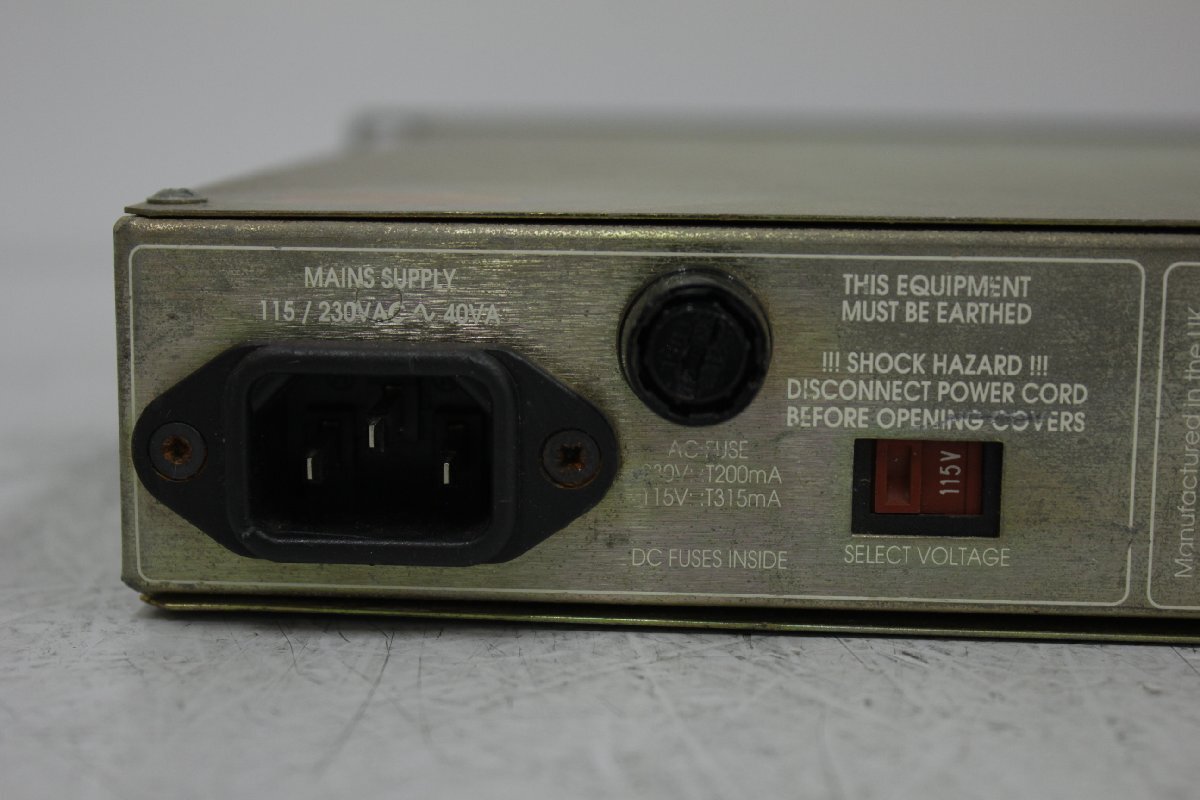 MAINS SUPPLY
115 / 230VAC ∿ 40VA
THIS EQUIPMENT
MUST BE EARTHED
!!! SHOCK HAZARD !!!
DISCONNECT POWER CORD
BEFORE OPENING COVERS
AC FUSE
230V: T200mA
115V: T315mA
DC FUSES INSIDE
115V
SELECT VOLTAGE
Manufactured in the UK